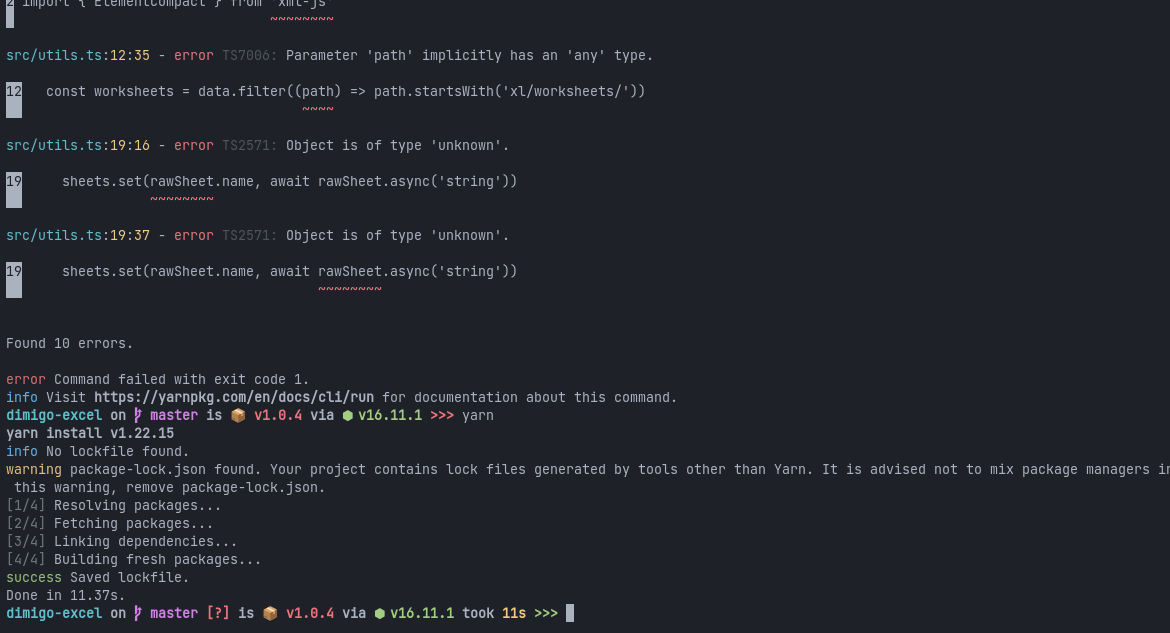 2 import { ElementCompact } from 'xml-js'
~~~~~~~~
src/utils.ts:12:35 - error TS7006: Parameter 'path' implicitly has an 'any' type.
12   const worksheets = data.filter((path) => path.startsWith('xl/worksheets/'))
~~~~
src/utils.ts:19:16 - error TS2571: Object is of type 'unknown'.
19     sheets.set(rawSheet.name, await rawSheet.async('string'))
~~~~~~~~
src/utils.ts:19:37 - error TS2571: Object is of type 'unknown'.
19     sheets.set(rawSheet.name, await rawSheet.async('string'))
~~~~~~~~
Found 10 errors.
error Command failed with exit code 1.
info Visit https://yarnpkg.com/en/docs/cli/run for documentation about this command.
dimigo-excel on master is 📦 v1.0.4 via ⬢ v16.11.1 >>> yarn
yarn install v1.22.15
info No lockfile found.
warning package-lock.json found. Your project contains lock files generated by tools other than Yarn. It is advised not to mix package managers in
this warning, remove package-lock.json.
[1/4] Resolving packages...
[2/4] Fetching packages...
[3/4] Linking dependencies...
[4/4] Building fresh packages...
success Saved lockfile.
Done in 11.37s.
dimigo-excel on master [?] is 📦 v1.0.4 via ⬢ v16.11.1 took 11s >>>